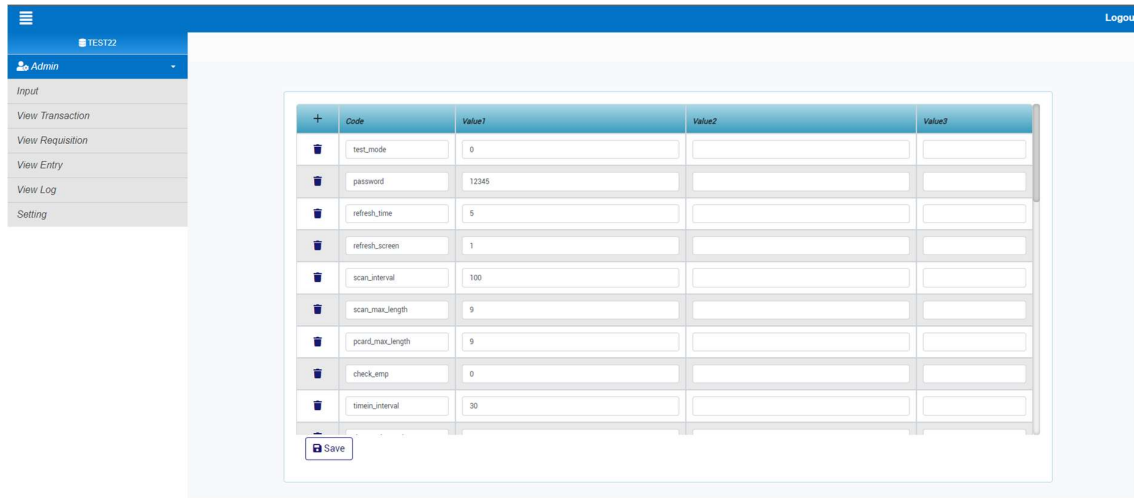 Logou
TEST22
Admin
Input
View Transaction
View Requisition
View Entry
View Log
Setting
+ Code Value1 Value2 Value3
test_mode 0
password 12345
refresh_time 5
refresh_screen 1
scan_interval 100
scan_max_length 9
pcard_max_length 9
check_emp 0
timein_interval 30
Save